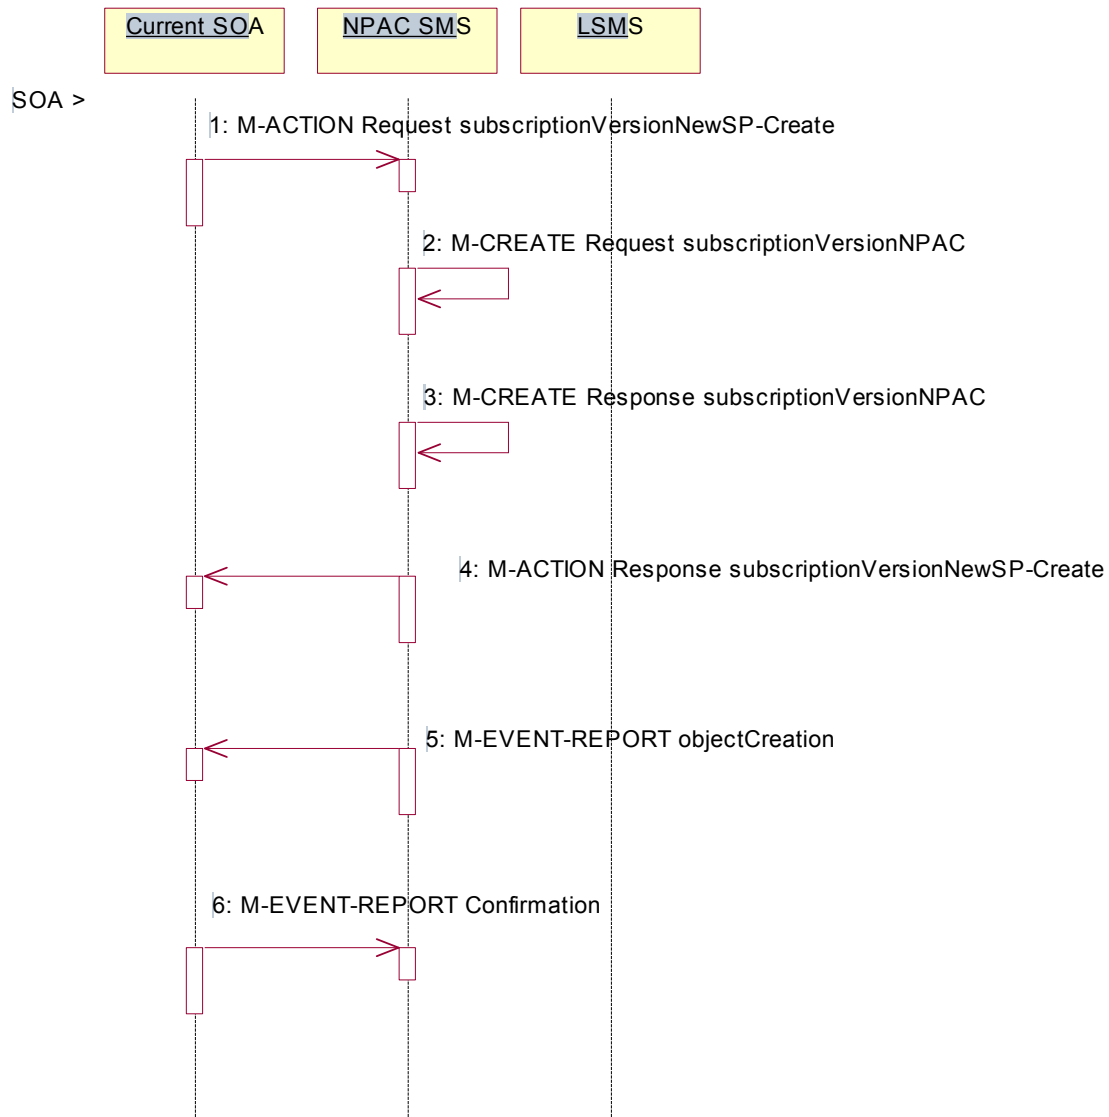 Current SOA
NPAC SMS
LSMS
SOA >
1: M-ACTION Request subscriptionVersionNewSP-Create
2: M-CREATE Request subscriptionVersionNPAC
3: M-CREATE Response subscriptionVersionNPAC
4: M-ACTION Response subscriptionVersionNewSP-Create
5: M-EVENT-REPORT objectCreation
6: M-EVENT-REPORT Confirmation